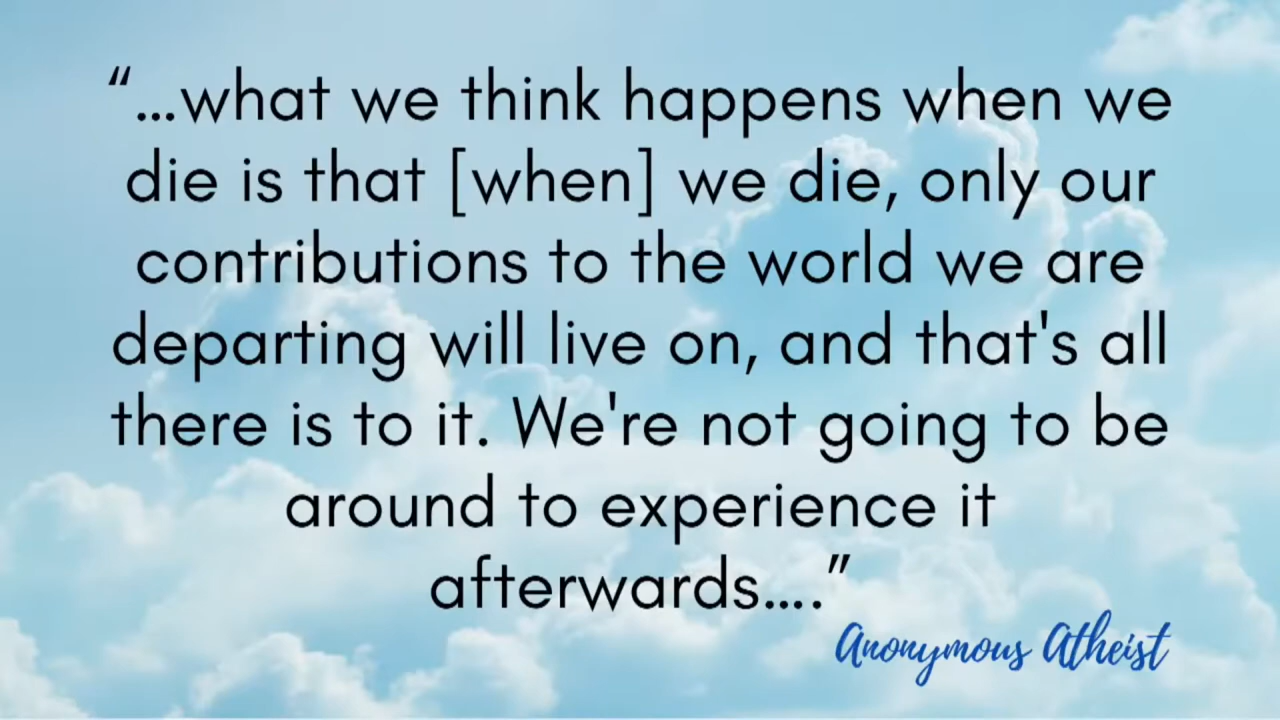 “…what we think happens when we
die is that [when] we die, only our
contributions to the world we are
departing will live on, and that's all
there is to it. We're not going to be
around to experience it
afterwards….”
Anonymous Atheist